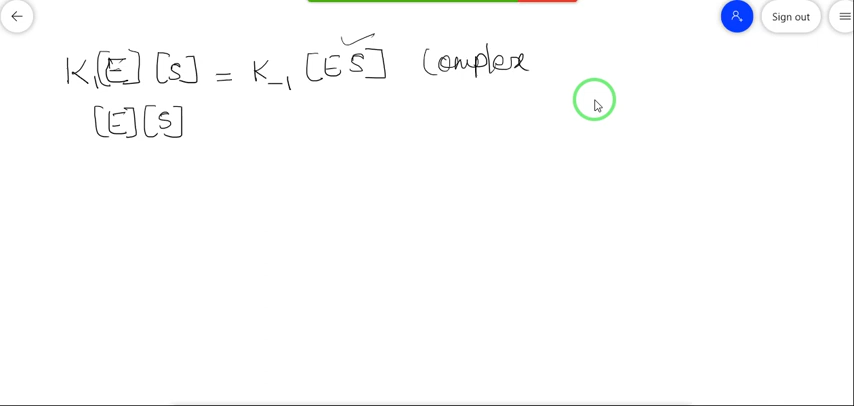 Sign out
K₁[E] [S] = K₋₁ [ES] Complex
[E][S]